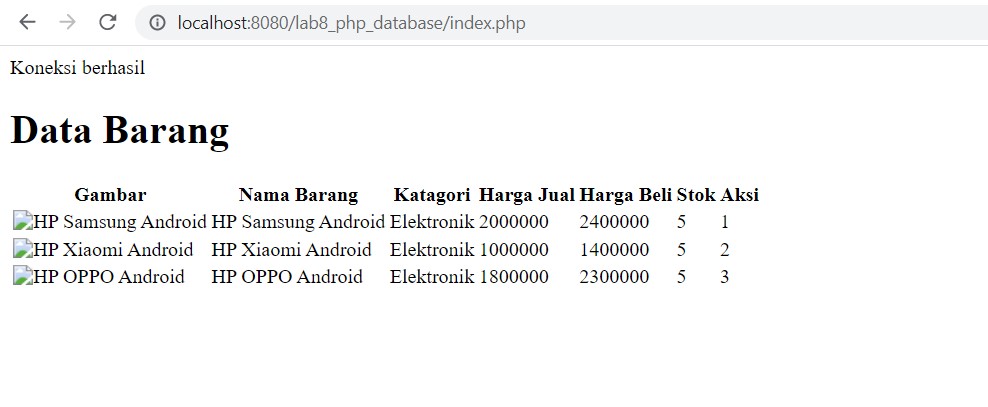 localhost:8080/lab8_php_database/index.php
Koneksi berhasil
Data Barang
Gambar Nama Barang Katagori Harga Jual Harga Beli Stok Aksi
HP Samsung Android HP Samsung Android Elektronik 2000000 2400000 5 1
HP Xiaomi Android HP Xiaomi Android Elektronik 1000000 1400000 5 2
HP OPPO Android HP OPPO Android Elektronik 1800000 2300000 5 3